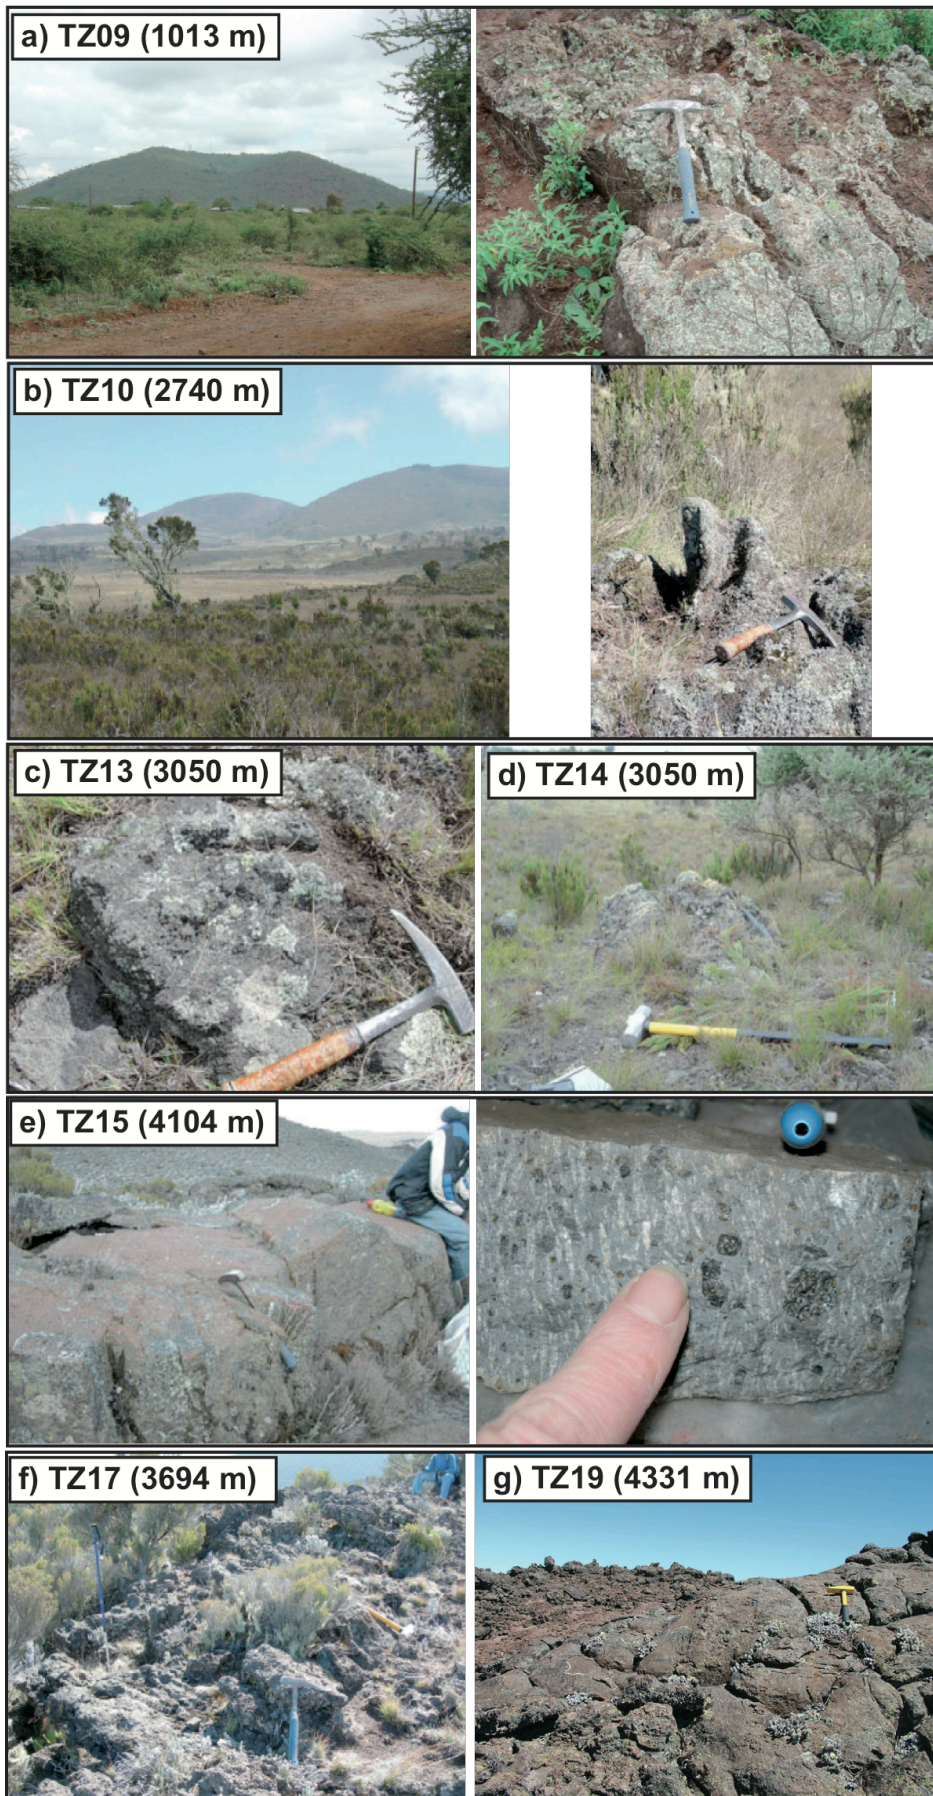 a) TZ09 (1013 m)
b) TZ10 (2740 m)
c) TZ13 (3050 m)
d) TZ14 (3050 m)
e) TZ15 (4104 m)
f) TZ17 (3694 m)
g) TZ19 (4331 m)